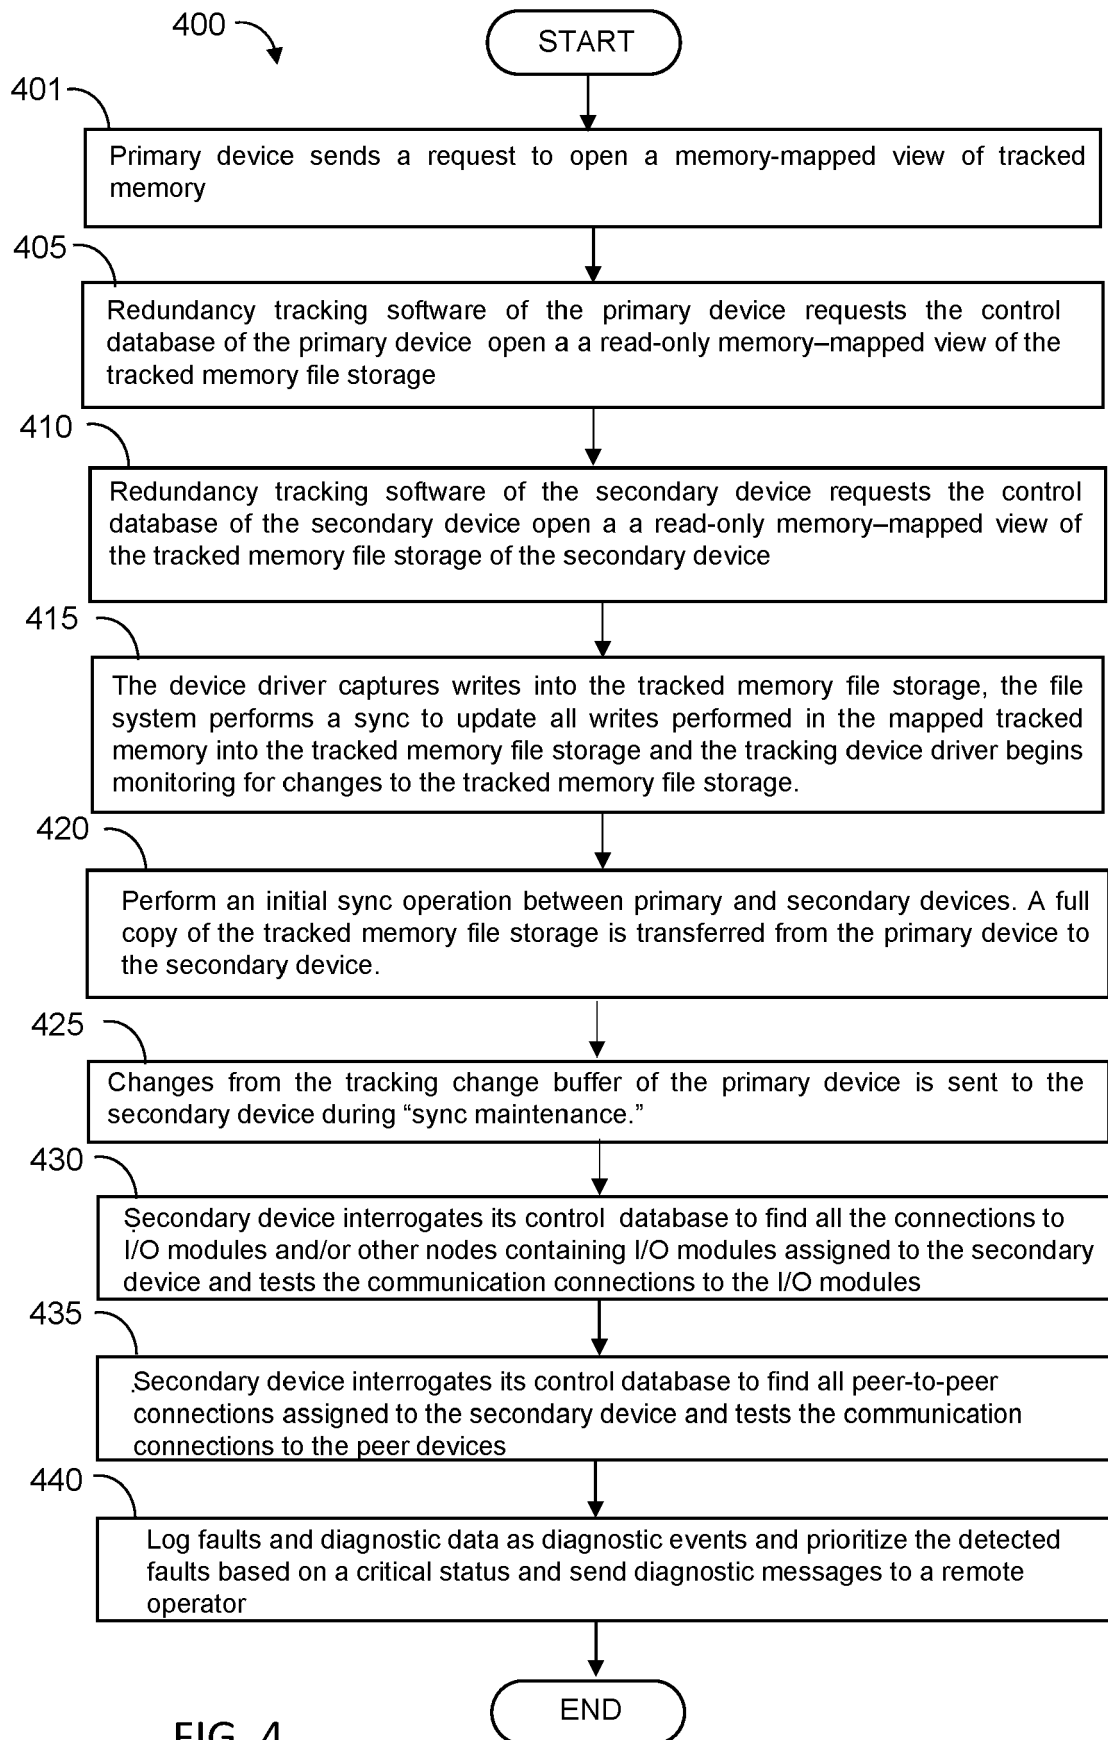 400
START
401
Primary device sends a request to open a memory-mapped view of tracked
memory
405
Redundancy tracking software of the primary device requests the control
database of the primary device open a a read-only memory–mapped view of the
tracked memory file storage
410
Redundancy tracking software of the secondary device requests the control
database of the secondary device open a a read-only memory–mapped view of
the tracked memory file storage of the secondary device
415
The device driver captures writes into the tracked memory file storage, the file
system performs a sync to update all writes performed in the mapped tracked
memory into the tracked memory file storage and the tracking device driver begins
monitoring for changes to the tracked memory file storage.
420
Perform an initial sync operation between primary and secondary devices. A full
copy of the tracked memory file storage is transferred from the primary device to
the secondary device.
425
Changes from the tracking change buffer of the primary device is sent to the
secondary device during “sync maintenance.”
430
Secondary device interrogates its control database to find all the connections to
I/O modules and/or other nodes containing I/O modules assigned to the secondary
device and tests the communication connections to the I/O modules
435
.Secondary device interrogates its control database to find all peer-to-peer
connections assigned to the secondary device and tests the communication
connections to the peer devices
440
Log faults and diagnostic data as diagnostic events and prioritize the detected
faults based on a critical status and send diagnostic messages to a remote
operator
END
FIG. 4